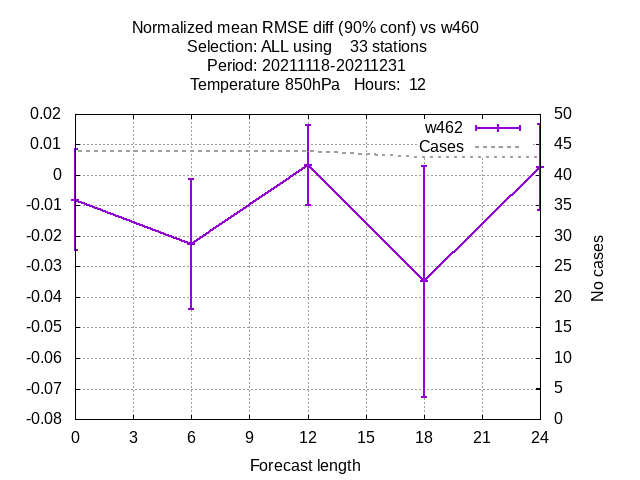 Normalized mean RMSE diff (90% conf) vs w460
Selection: ALL using    33 stations
Period: 20211118-20211231
Temperature 850hPa   Hours:  12
0.02
0.01
0
-0.01
-0.02
-0.03
-0.04
-0.05
-0.06
-0.07
-0.08
w462
Cases
50
45
40
35
30
25
20
15
10
5
0
No cases
0 3 6 9 12 15 18 21 24
Forecast length